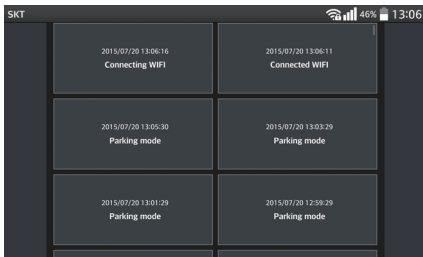 SKT 46% 13:06
2015/07/20 13:06:16
Connecting WIFI
2015/07/20 13:06:11
Connected WIFI
2015/07/20 13:05:30
Parking mode
2015/07/20 13:03:29
Parking mode
2015/07/20 13:01:29
Parking mode
2015/07/20 12:59:29
Parking mode